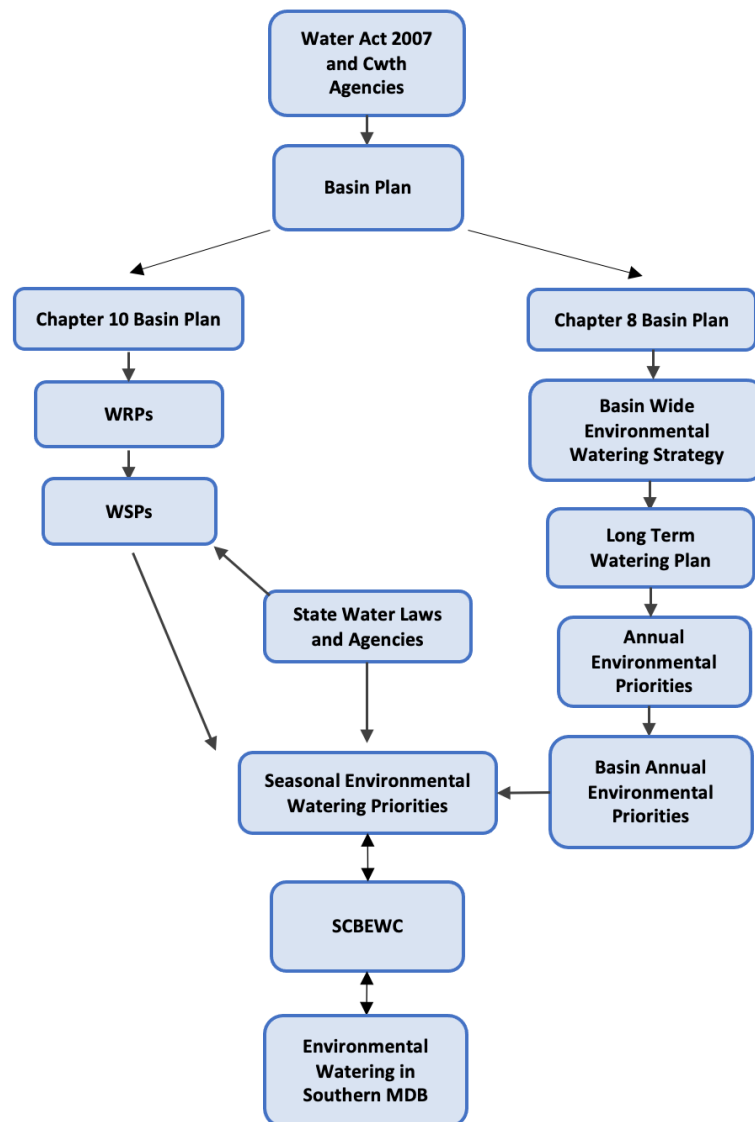 Water Act 2007
and Cwth
Agencies
Basin Plan
Chapter 10 Basin Plan
Chapter 8 Basin Plan
WRPs
Basin Wide
Environmental
Watering Strategy
WSPs
Long Term
Watering Plan
State Water Laws
and Agencies
Annual
Environmental
Priorities
Seasonal Environmental
Watering Priorities
Basin Annual
Environmental
Priorities
SCBEWC
Environmental
Watering in
Southern MDB